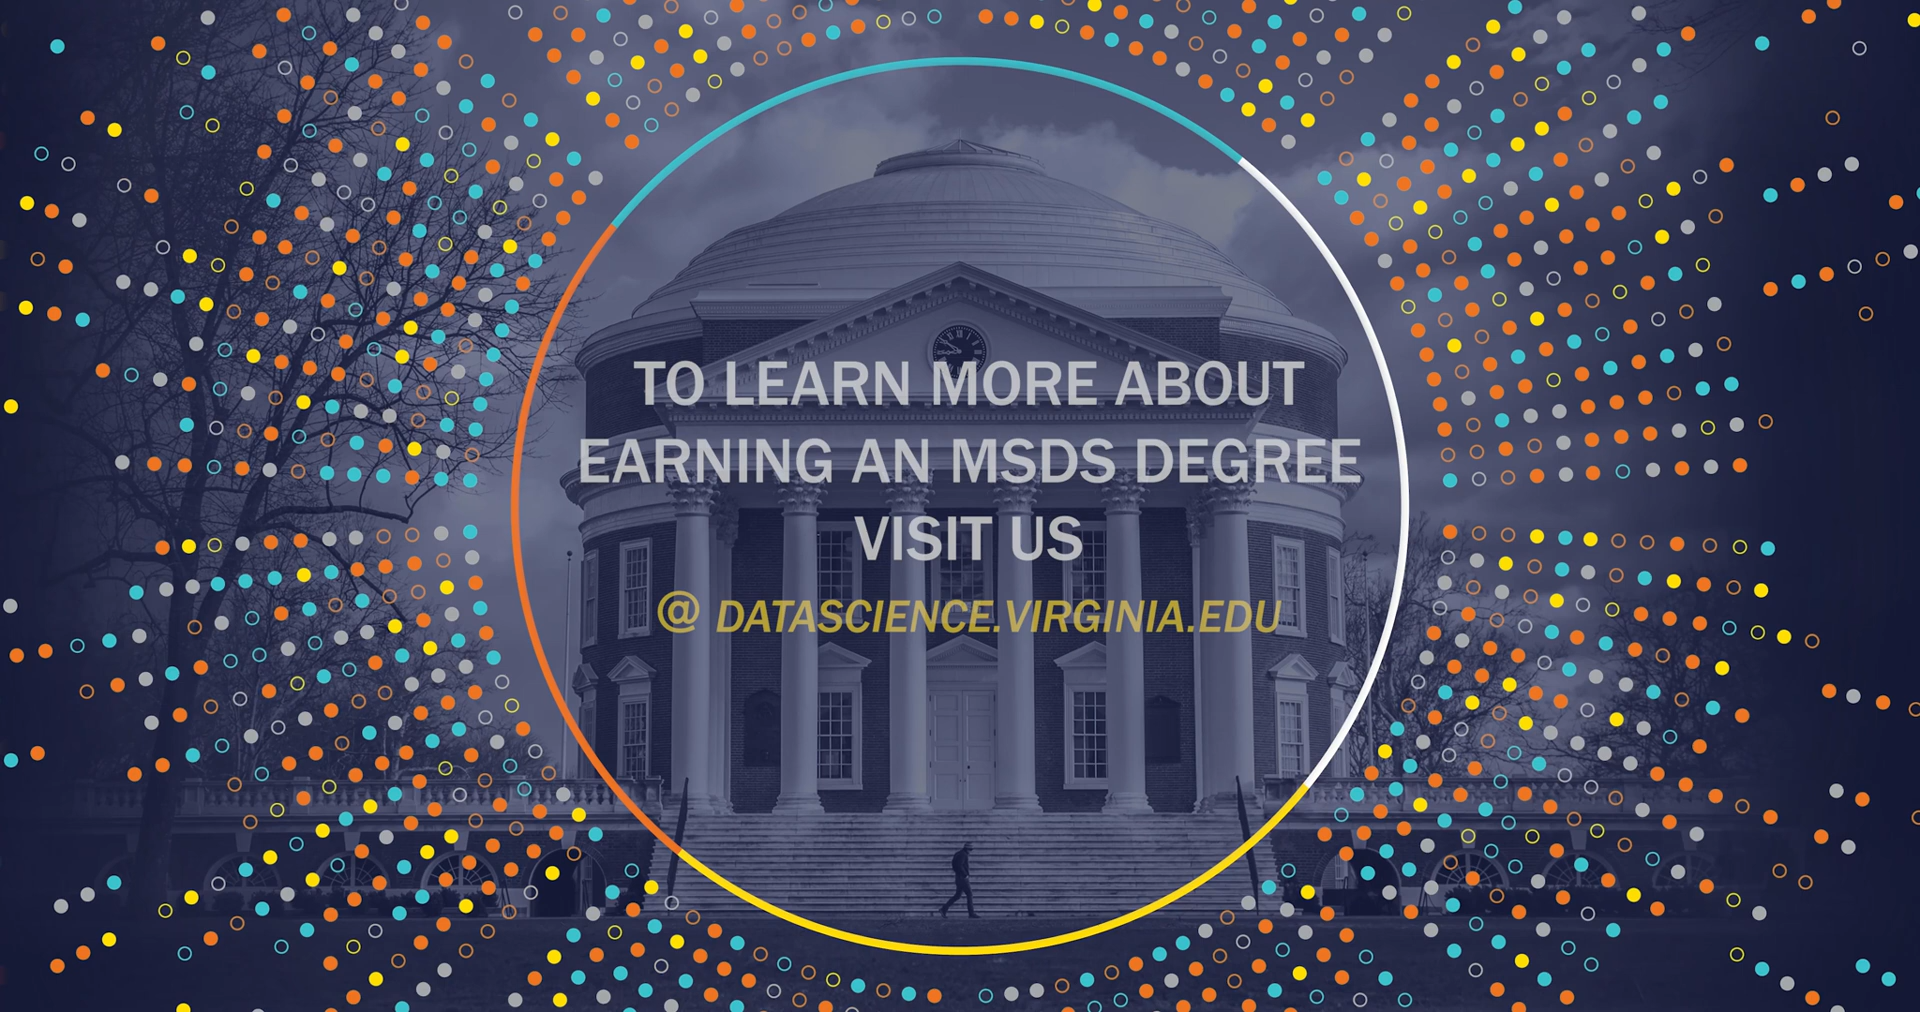 TO LEARN MORE ABOUT
EARNING AN MSDS DEGREE
VISIT US
@ DATASCIENCE.VIRGINIA.EDU